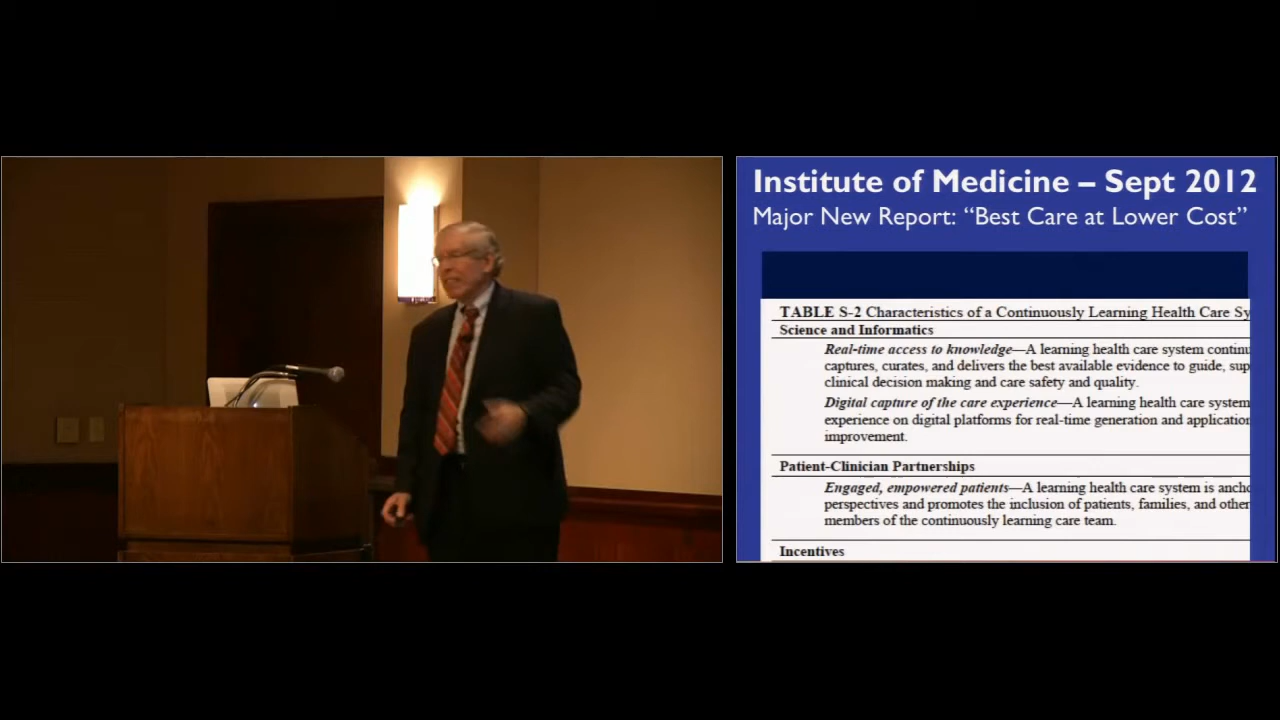 Institute of Medicine – Sept 2012
Major New Report: “Best Care at Lower Cost”
TABLE S-2 Characteristics of a Continuously Learning Health Care Sy
Science and Informatics
Real-time access to knowledge—A learning health care system continu
captures, curates, and delivers the best available evidence to guide, sup
clinical decision making and care safety and quality.
Digital capture of the care experience—A learning health care system
experience on digital platforms for real-time generation and application
improvement.
Patient-Clinician Partnerships
Engaged, empowered patients—A learning health care system is ancho
perspectives and promotes the inclusion of patients, families, and other
members of the continuously learning care team.
Incentives